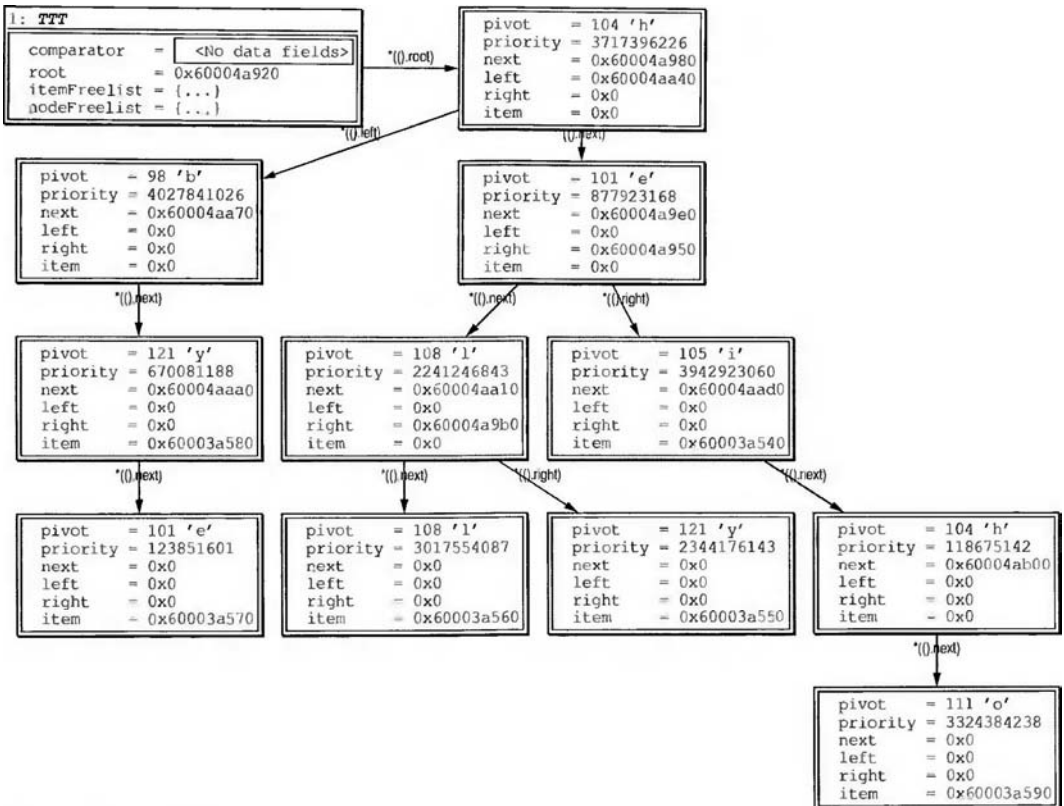 1: TTT
comparator = <No data fields>
root = 0x60004a920
itemFreelist = {...}
nodeFreelist = {...}
*(().root)
pivot = 104 'h'
priority = 3717396226
next = 0x60004a980
left = 0x60004aa40
right = 0x0
item = 0x0
*(().left)
(().next)
pivot = 98 'b'
priority = 4027841026
next = 0x60004aa70
left = 0x0
right = 0x0
item = 0x0
pivot = 101 'e'
priority = 877923168
next = 0x60004a9e0
left = 0x0
right = 0x60004a950
item = 0x0
*(().next)
*(().next)
*(().right)
pivot = 121 'y'
priority = 670081188
next = 0x60004aaa0
left = 0x0
right = 0x0
item = 0x60003a580
pivot = 108 'l'
priority = 2241246843
next = 0x60004aa10
left = 0x0
right = 0x60004a9b0
item = 0x0
pivot = 105 'i'
priority = 3942923060
next = 0x60004aad0
left = 0x0
right = 0x0
item = 0x60003a540
*(().next)
*(().next)
*(().right)
*(().next)
pivot = 101 'e'
priority = 123851601
next = 0x0
left = 0x0
right = 0x0
item = 0x60003a570
pivot = 108 'l'
priority = 3017554087
next = 0x0
left = 0x0
right = 0x0
item = 0x60003a560
pivot = 121 'y'
priority = 2344176143
next = 0x0
left = 0x0
right = 0x0
item = 0x60003a550
pivot = 104 'h'
priority = 118675142
next = 0x60004ab00
left = 0x0
right = 0x0
item = 0x0
*(().next)
pivot = 111 'o'
priority = 3324384238
next = 0x0
left = 0x0
right = 0x0
item = 0x60003a590